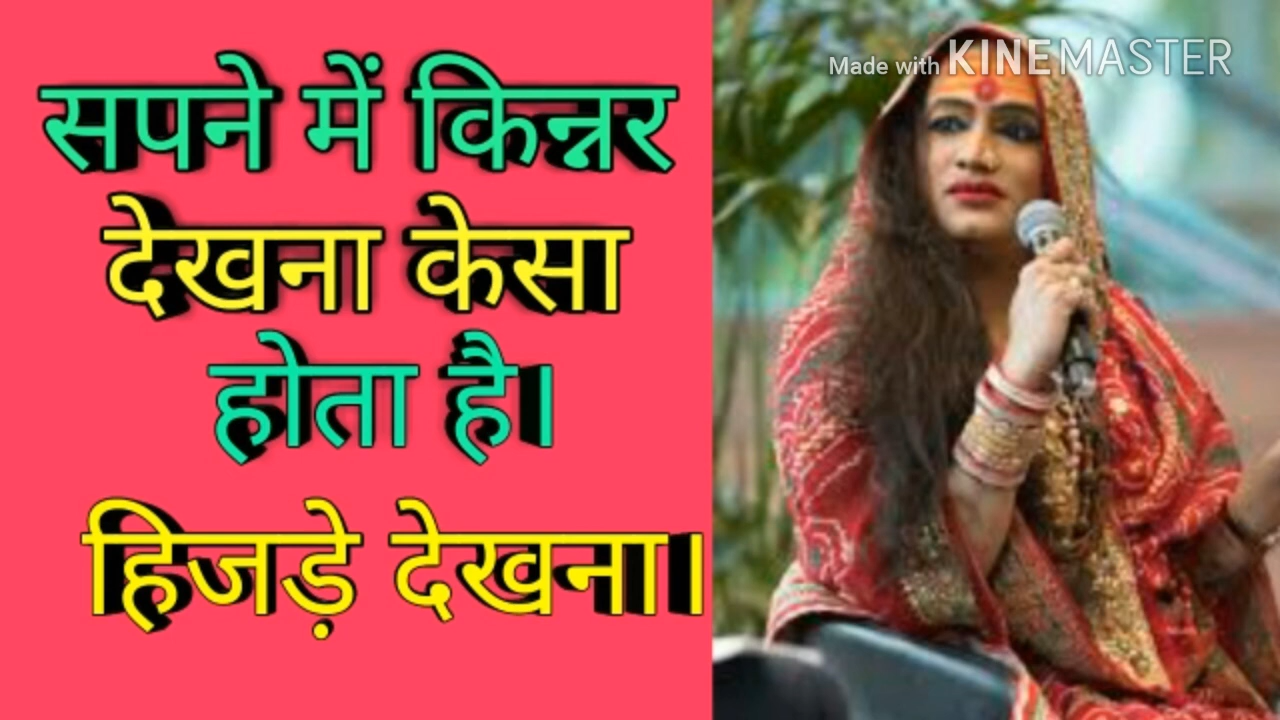 Made with KINEMASTER
सपने में किन्नर
देखना केसा
होता है।
हिजड़े देखना।